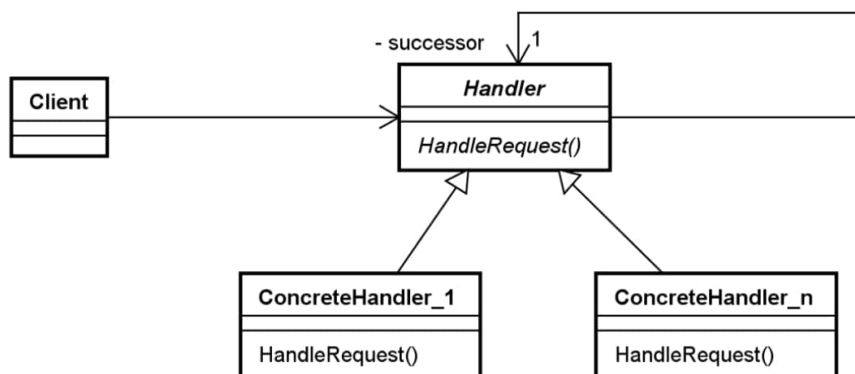 - successor 1
Client
Handler
HandleRequest()
ConcreteHandler_1
ConcreteHandler_n
HandleRequest()
HandleRequest()